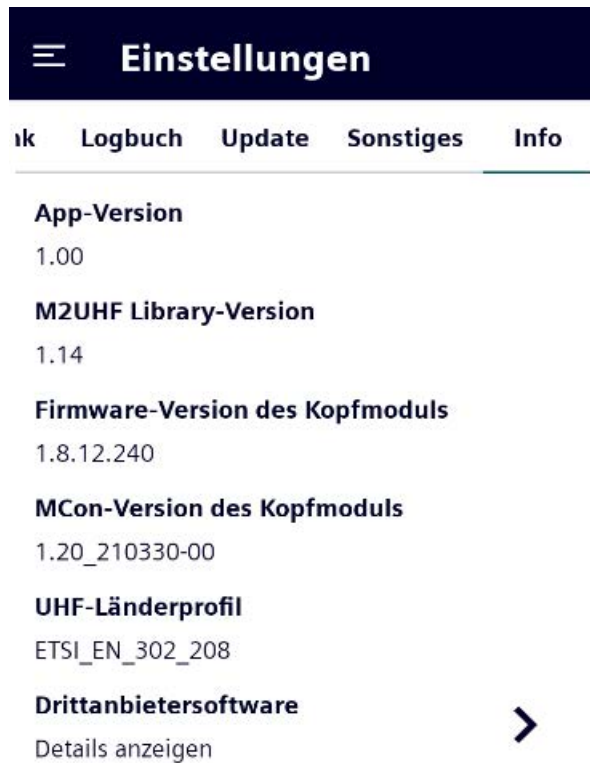 Einstellungen
Logbuch Update Sonstiges Info
App-Version
1.00
M2UHF Library-Version
1.14
Firmware-Version des Kopfmoduls
1.8.12.240
MCon-Version des Kopfmoduls
1.20_210330-00
UHF-Länderprofil
ETSI_EN_302_208
Drittanbietersoftware
Details anzeigen